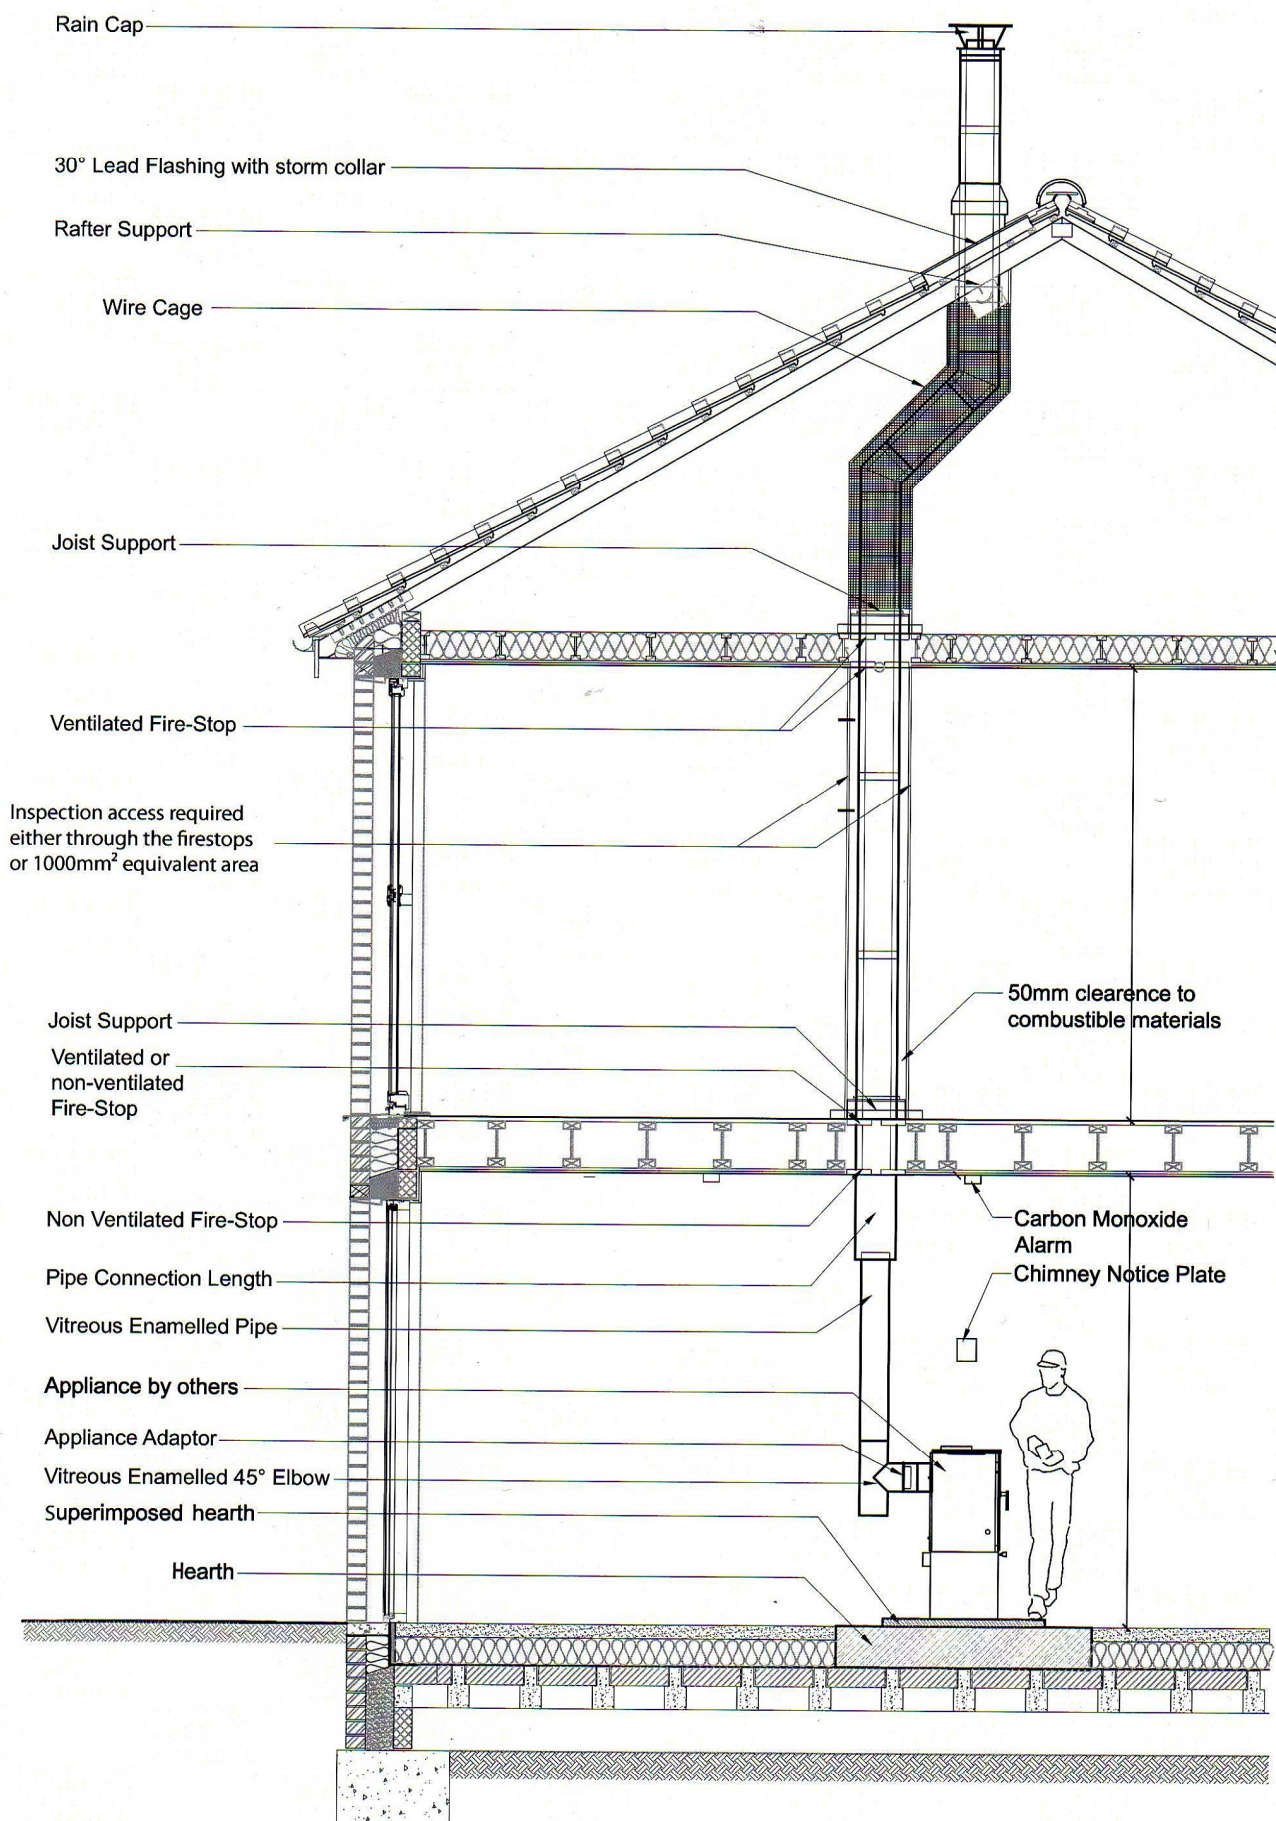 Rain Cap
30° Lead Flashing with storm collar
Rafter Support
Wire Cage
Joist Support
Ventilated Fire-Stop
Inspection access required
either through the firestops
or 1000mm² equivalent area
50mm clearence to
combustible materials
Joist Support
Ventilated or
non-ventilated
Fire-Stop
Non Ventilated Fire-Stop
Carbon Monoxide
Alarm
Pipe Connection Length
Chimney Notice Plate
Vitreous Enamelled Pipe
Appliance by others
Appliance Adaptor
Vitreous Enamelled 45° Elbow
Superimposed hearth
Hearth